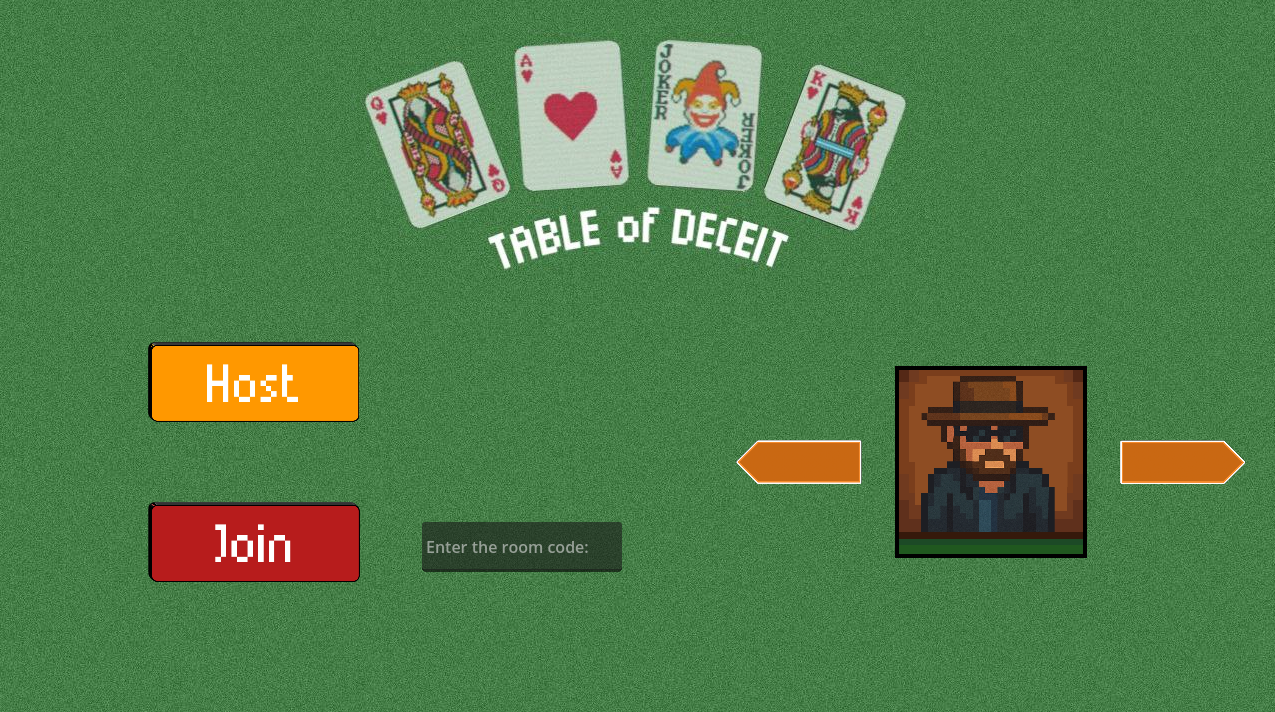 Q
Q
A
A
JOKER
JOKER
K
K
TABLE of DECEIT
Host
Join
Enter the room code: